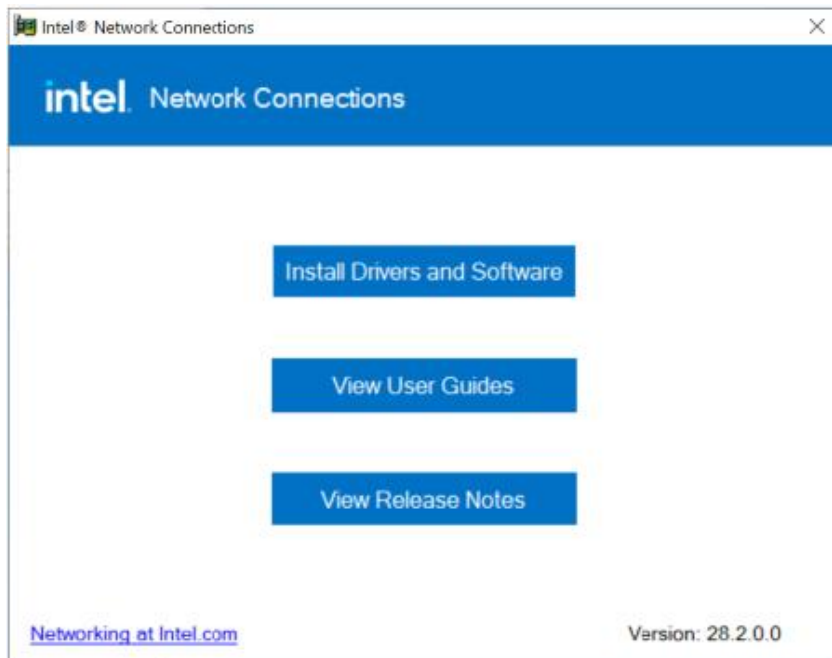 Intel® Network Connections
intel. Network Connections
Install Drivers and Software
View User Guides
View Release Notes
Networking at Intel.com
Version: 28.2.0.0